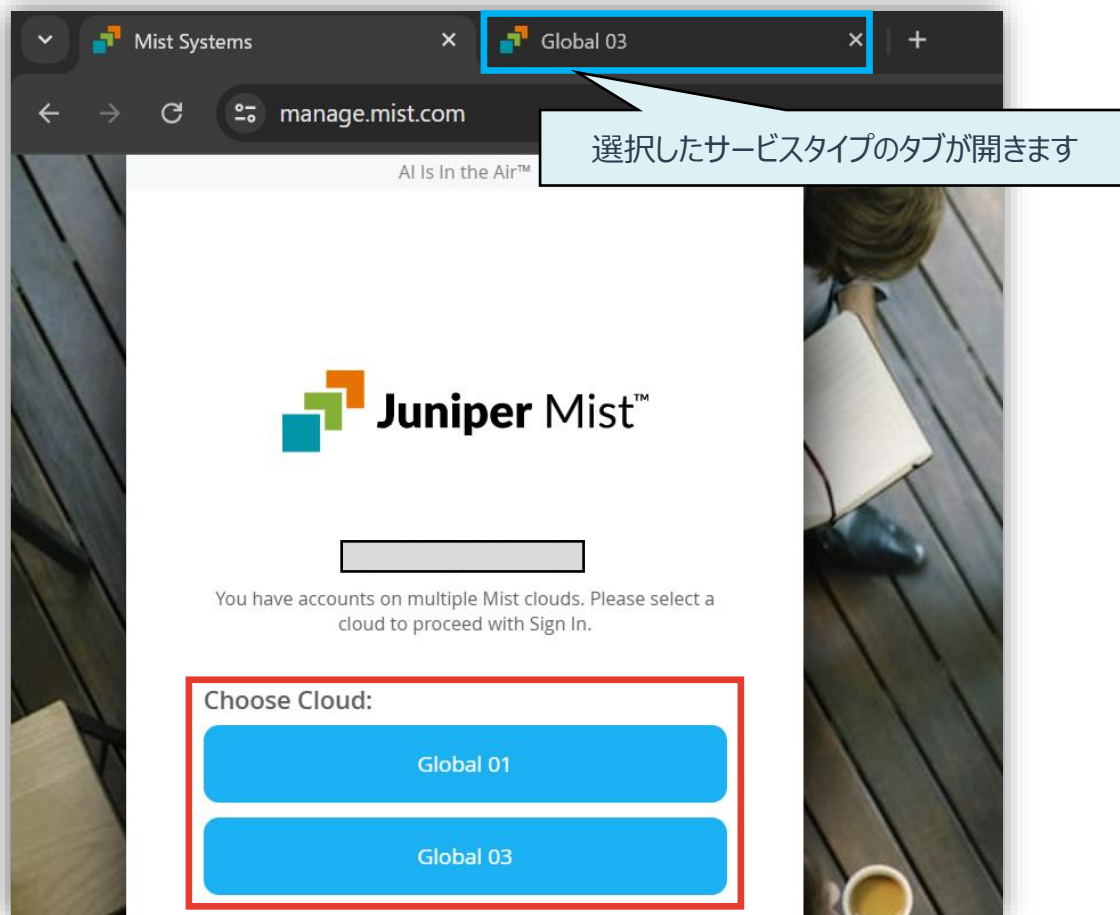 Mist Systems
Global 03
manage.mist.com
選択したサービスタイプのタブが開きます
AI Is In the Air™
Juniper Mist™
You have accounts on multiple Mist clouds. Please select a
cloud to proceed with Sign In.
Choose Cloud:
Global 01
Global 03